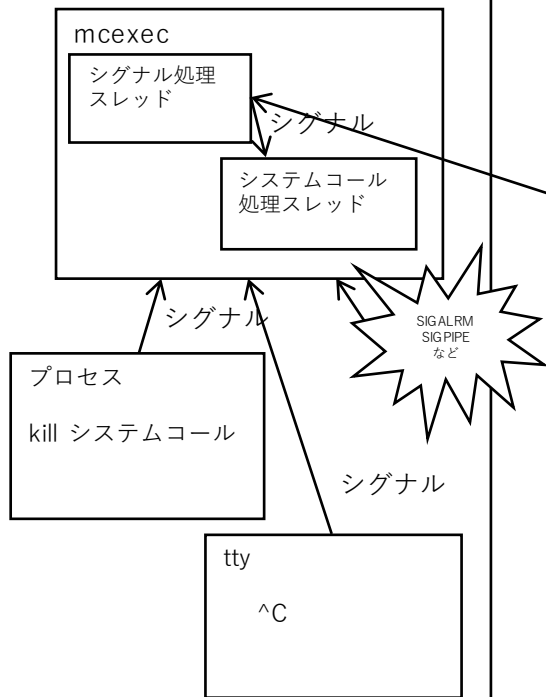 mcexec
シグナル処理
スレッド
シグナル
システムコール
処理スレッド
シグナル
SIGALRM
SIGPIPE
など
プロセス
kill システムコール
シグナル
tty
^C